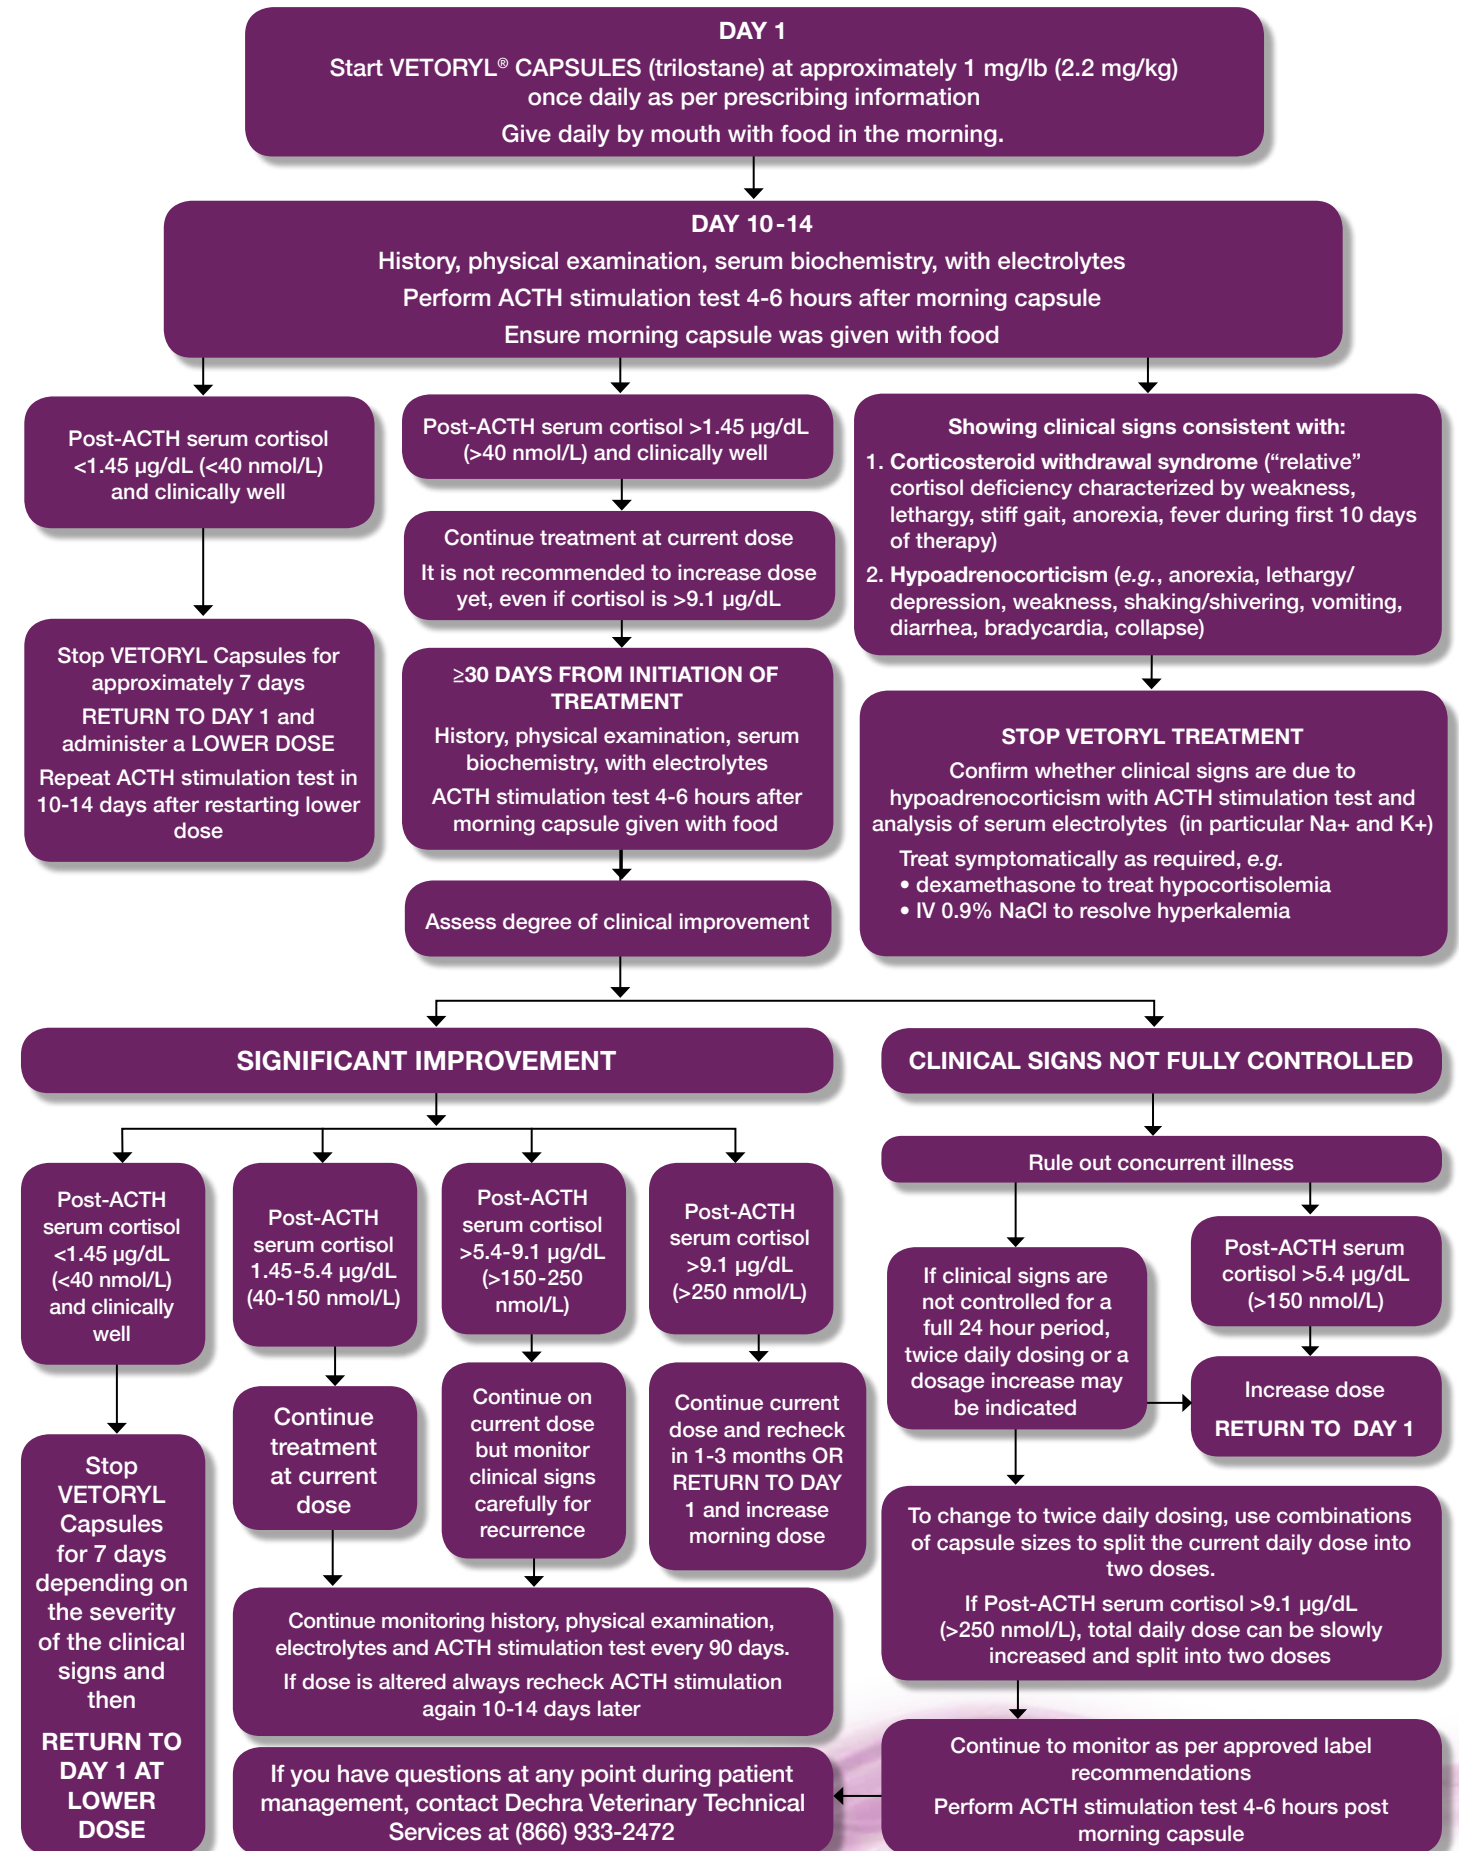 DAY 1
Start VETORYL® CAPSULES (trilostane) at approximately 1 mg/lb (2.2 mg/kg)
once daily as per prescribing information
Give daily by mouth with food in the morning.
DAY 10-14
History, physical examination, serum biochemistry, with electrolytes
Perform ACTH stimulation test 4-6 hours after morning capsule
Ensure morning capsule was given with food
Post-ACTH serum cortisol
<1.45 µg/dL (<40 nmol/L)
and clinically well
Stop VETORYL Capsules for
approximately 7 days
RETURN TO DAY 1 and
administer a LOWER DOSE
Repeat ACTH stimulation test in
10-14 days after restarting lower
dose
Post-ACTH serum cortisol >1.45 µg/dL
(>40 nmol/L) and clinically well
Continue treatment at current dose
It is not recommended to increase dose
yet, even if cortisol is >9.1 µg/dL
≥30 DAYS FROM INITIATION OF
TREATMENT
History, physical examination, serum
biochemistry, with electrolytes
ACTH stimulation test 4-6 hours after
morning capsule given with food
Assess degree of clinical improvement
Showing clinical signs consistent with:
1. Corticosteroid withdrawal syndrome (“relative”
cortisol deficiency characterized by weakness,
lethargy, stiff gait, anorexia, fever during first 10 days
of therapy)
2. Hypoadrenocorticism (e.g., anorexia, lethargy/
depression, weakness, shaking/shivering, vomiting,
diarrhea, bradycardia, collapse)
STOP VETORYL TREATMENT
Confirm whether clinical signs are due to
hypoadrenocorticism with ACTH stimulation test and
analysis of serum electrolytes (in particular Na+ and K+)
Treat symptomatically as required, e.g.
• dexamethasone to treat hypocortisolemia
• IV 0.9% NaCl to resolve hyperkalemia
SIGNIFICANT IMPROVEMENT
Post-ACTH
serum cortisol
<1.45 µg/dL
(<40 nmol/L)
and clinically
well
Stop
VETORYL
Capsules
for 7 days
depending on
the severity
of the clinical
signs and
then
RETURN TO
DAY 1 AT
LOWER
DOSE
Post-ACTH
serum cortisol
1.45-5.4 µg/dL
(40-150 nmol/L)
Continue
treatment
at current
dose
Post-ACTH
serum cortisol
>5.4-9.1 µg/dL
(>150-250
nmol/L)
Continue on
current dose
but monitor
clinical signs
carefully for
recurrence
Post-ACTH
serum cortisol
>9.1 µg/dL
(>250 nmol/L)
Continue current
dose and recheck
in 1-3 months OR
RETURN TO DAY
1 and increase
morning dose
Continue monitoring history, physical examination,
electrolytes and ACTH stimulation test every 90 days.
If dose is altered always recheck ACTH stimulation
again 10-14 days later
If you have questions at any point during patient
management, contact Dechra Veterinary Technical
Services at (866) 933-2472
CLINICAL SIGNS NOT FULLY CONTROLLED
Rule out concurrent illness
If clinical signs are
not controlled for a
full 24 hour period,
twice daily dosing or a
dosage increase may
be indicated
Post-ACTH serum
cortisol >5.4 µg/dL
(>150 nmol/L)
Increase dose
RETURN TO DAY 1
To change to twice daily dosing, use combinations
of capsule sizes to split the current daily dose into
two doses.
If Post-ACTH serum cortisol >9.1 µg/dL
(>250 nmol/L), total daily dose can be slowly
increased and split into two doses
Continue to monitor as per approved label
recommendations
Perform ACTH stimulation test 4-6 hours post
morning capsule